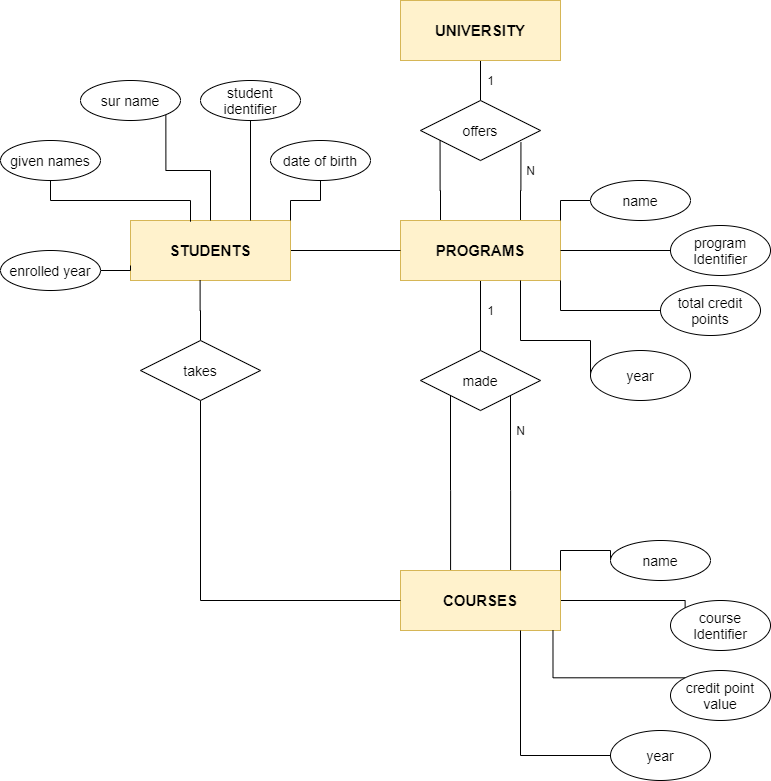 UNIVERSITY
1
offers
N
sur name
student
identifier
given names
date of birth
enrolled year
STUDENTS
PROGRAMS
name
program
Identifier
total credit
points
year
1
made
N
takes
COURSES
name
course
Identifier
credit point
value
year